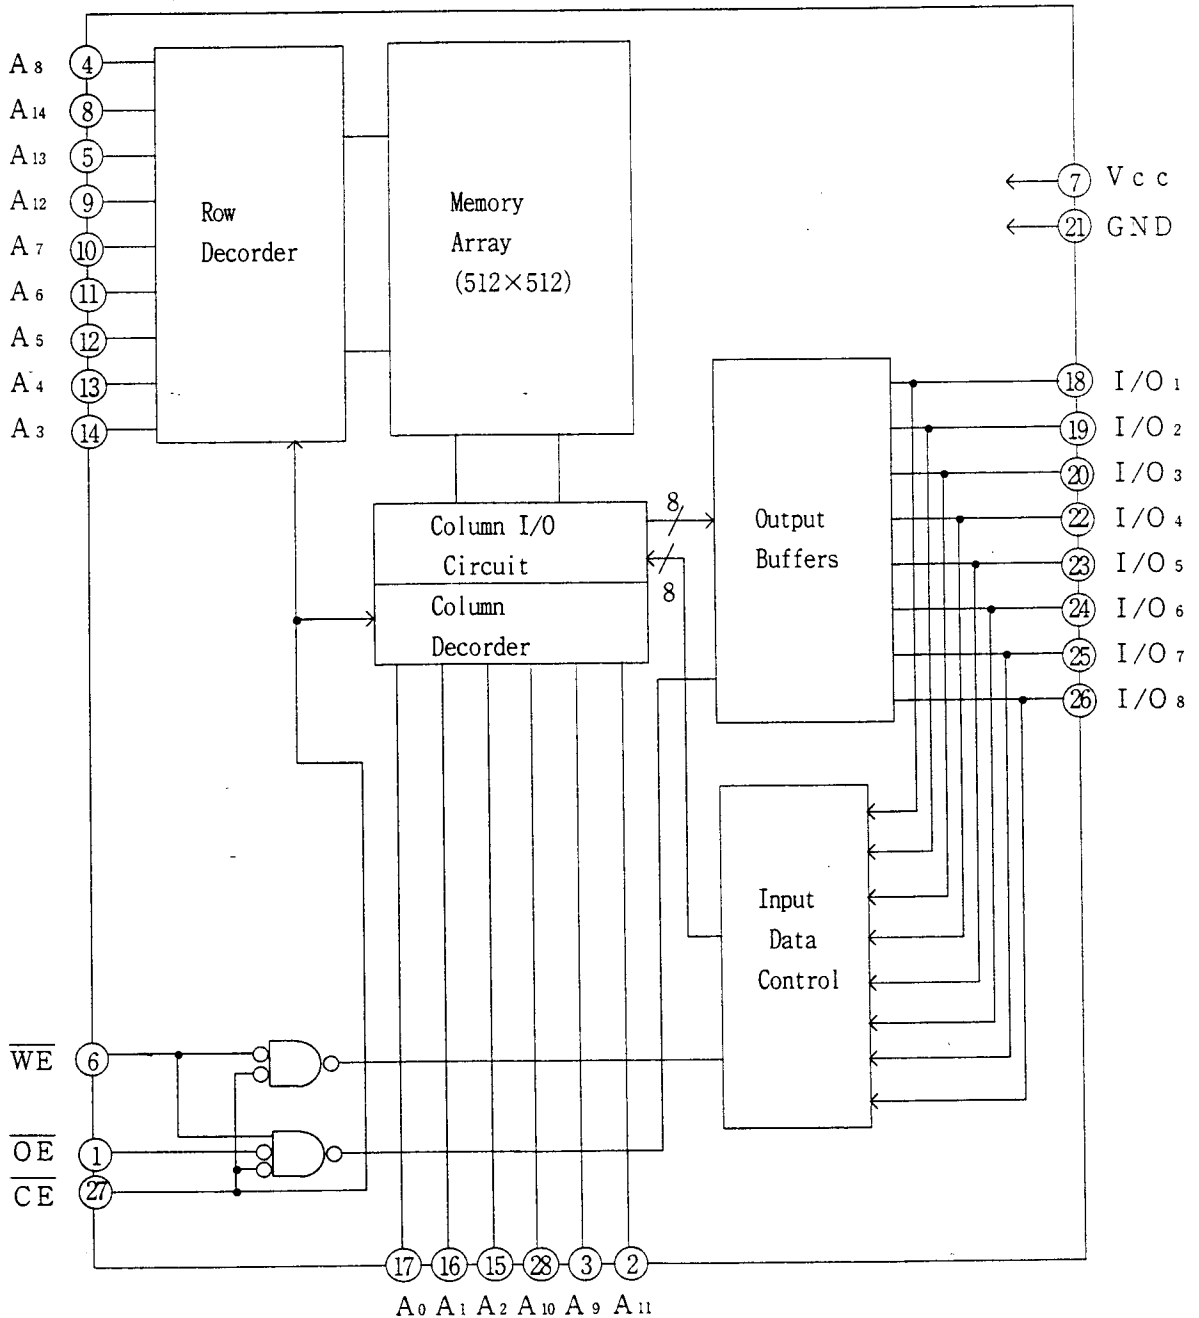 A8 4
A14 8
A13 5
A12 9
A7 10
A6 11
A5 12
A4 13
A3 14
Row
Decorder
Memory
Array
(512×512)
7 Vcc
21 GND
Column I/O
Circuit
Column
Decorder
8
8
Output
Buffers
18 I/O1
19 I/O2
20 I/O3
22 I/O4
23 I/O5
24 I/O6
25 I/O7
26 I/O8
Input
Data
Control
WE 6
OE 1
CE 27
17 16 15 28 3 2
A0 A1 A2 A10 A9 A11